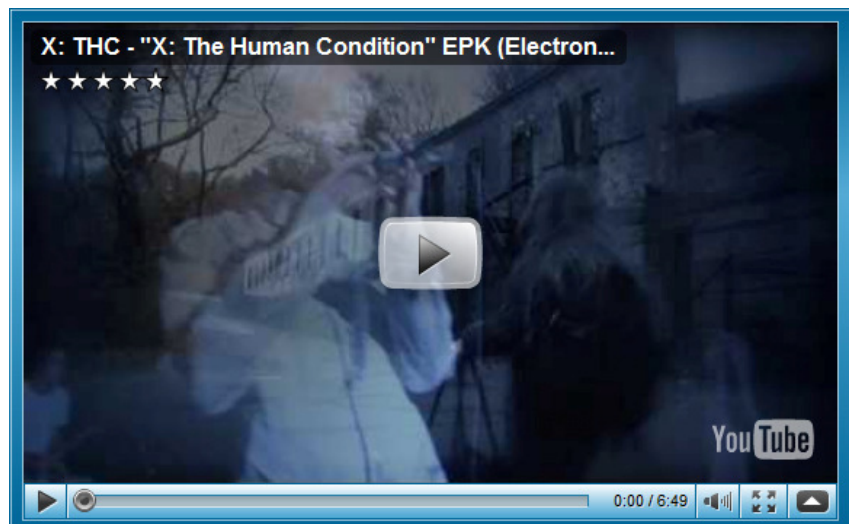 X: THC - "X: The Human Condition" EPK (Electron...
YouTube
0:00 / 6:49